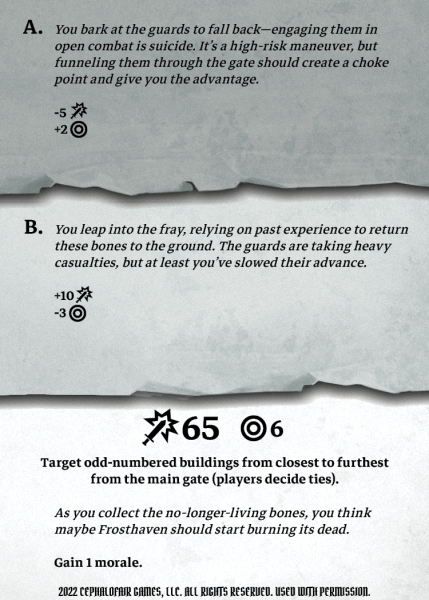 A. You bark at the guards to fall back—engaging them in
open combat is suicide. It's a high-risk maneuver, but
funneling them through the gate should create a choke
point and give you the advantage.
-5
+2
B. You leap into the fray, relying on past experience to return
these bones to the ground. The guards are taking heavy
casualties, but at least you've slowed their advance.
+10
-3
65 6
Target odd-numbered buildings from closest to furthest
from the main gate (players decide ties).
As you collect the no-longer-living bones, you think
maybe Frosthaven should start burning its dead.
Gain 1 morale.
2022 CEPHALOFAIR GAMES, LLC. ALL RIGHTS RESERVED. USED WITH PERMISSION.